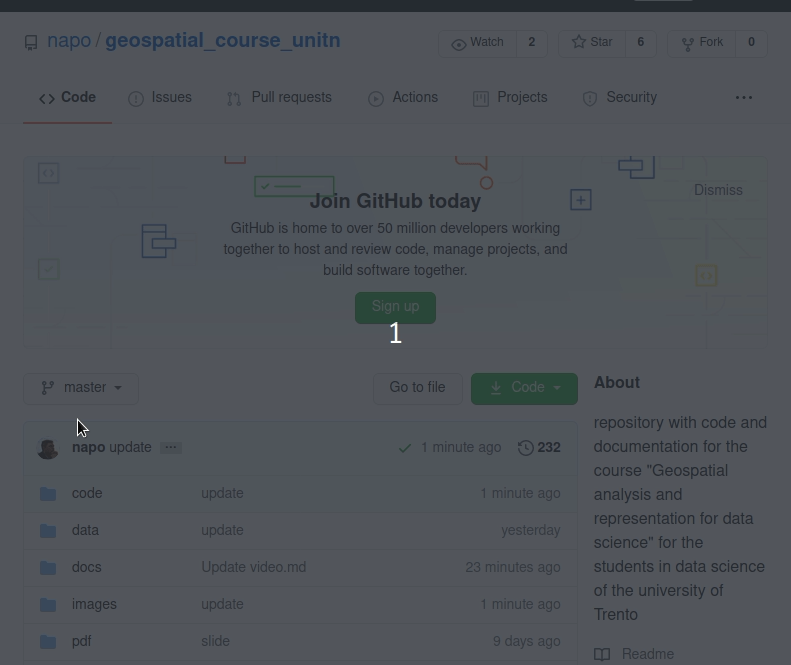 napo / geospatial_course_unitn
Watch 2 Star 6 Fork 0
Code Issues Pull requests Actions Projects Security ...
Dismiss
Join GitHub today
GitHub is home to over 50 million developers working
together to host and review code, manage projects, and
build software together.
Sign up
1
master Go to file Code
napo update ... 1 minute ago 232
code update 1 minute ago
data update yesterday
docs Update video.md 23 minutes ago
images update 1 minute ago
pdf slide 9 days ago
About
repository with code and
documentation for the
course "Geospatial
analysis and
representation for data
science" for the
students in data science
of the university of
Trento
Readme